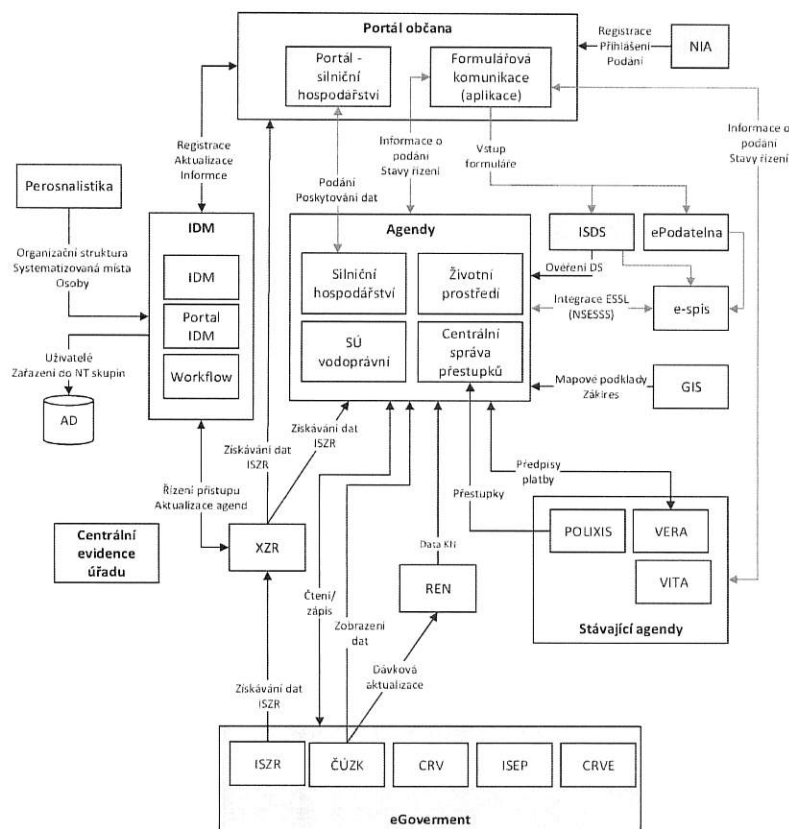 Portál občana
Portál -
silniční
hospodářství
Formulářová
komunikace
(aplikace)
Registrace
Přihlášení
Podání
NIA
Registrace
Aktualizace
Informce
Informace o
podání
Stavy řízení
Vstup
formuláře
Informace o
podání
Stavy řízení
Perosnalistika
Podání
Poskytování dat
IDM
IDM
Portal
IDM
Workflow
Organizační struktura
Systematizovaná místa
Osoby
Agendy
Silniční
hospodářství
Životní
prostředí
SÚ
vodoprávní
Centrální
správa
přestupků
ISDS
ePodatelna
Ověření DS
Integrace ESSL
(NSESSS)
e-spis
Uživatelé
Zařazení do NT skupin
AD
Mapové podklady
Zákres
GIS
Získávání dat
ISZR
Získávání dat
ISZR
Předpisy
platby
Řízení přístupu
Aktualizace agend
Přestupky
Centrální
evidence
úřadu
XZR
Data KN
POLIXIS
VERA
VITA
Stávající agendy
REN
Čtení/
zápis
Zobrazení
dat
Dávková
aktualizace
Získávání dat
ISZR
ISZR
ČÚZK
CRV
ISEP
CRVE
eGoverment